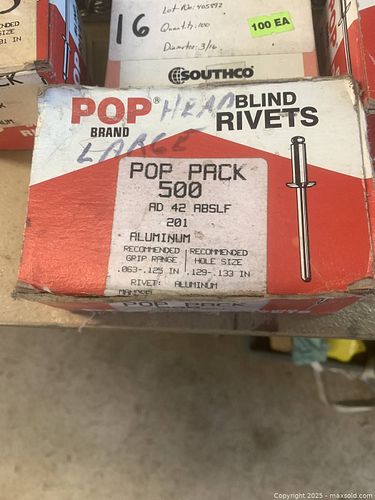 16
Lot No: 405892
Quantity: 100
Diameter: 3/16
100 EA
SOUTHCO
POP® HEAD BLIND
BRAND RIVETS
LARGE
POP PACK
500
AD 42 ABSLF
201
ALUMINUM
RECOMMENDED RECOMMENDED
GRIP RANGE HOLE SIZE
.063-.125 IN .129-.133 IN
RIVET: ALUMINUM
POP PACK
Copyright © 2025 - maxsold.com